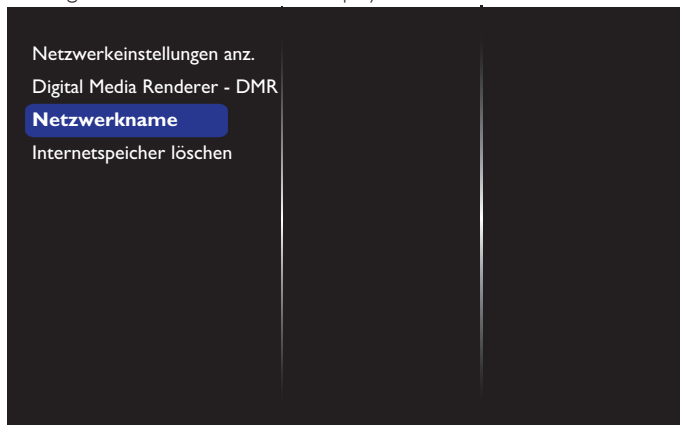 Netzwerkeinstellungen anz.
Digital Media Renderer - DMR
Netzwerkname
Internetspeicher löschen